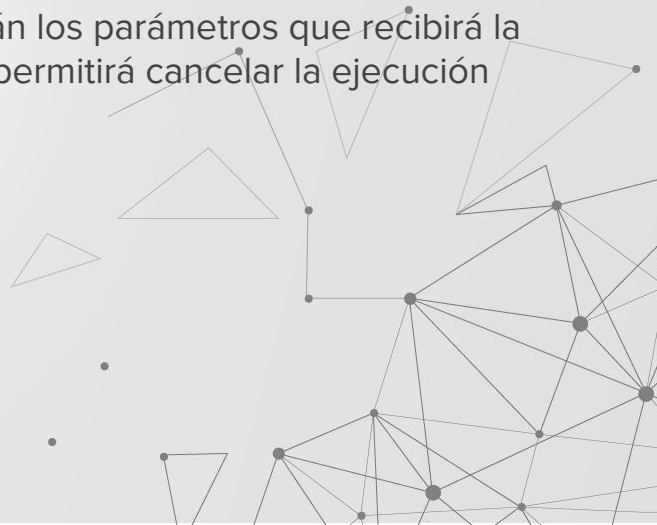 án los parámetros que recibirá la
permitirá cancelar la ejecución